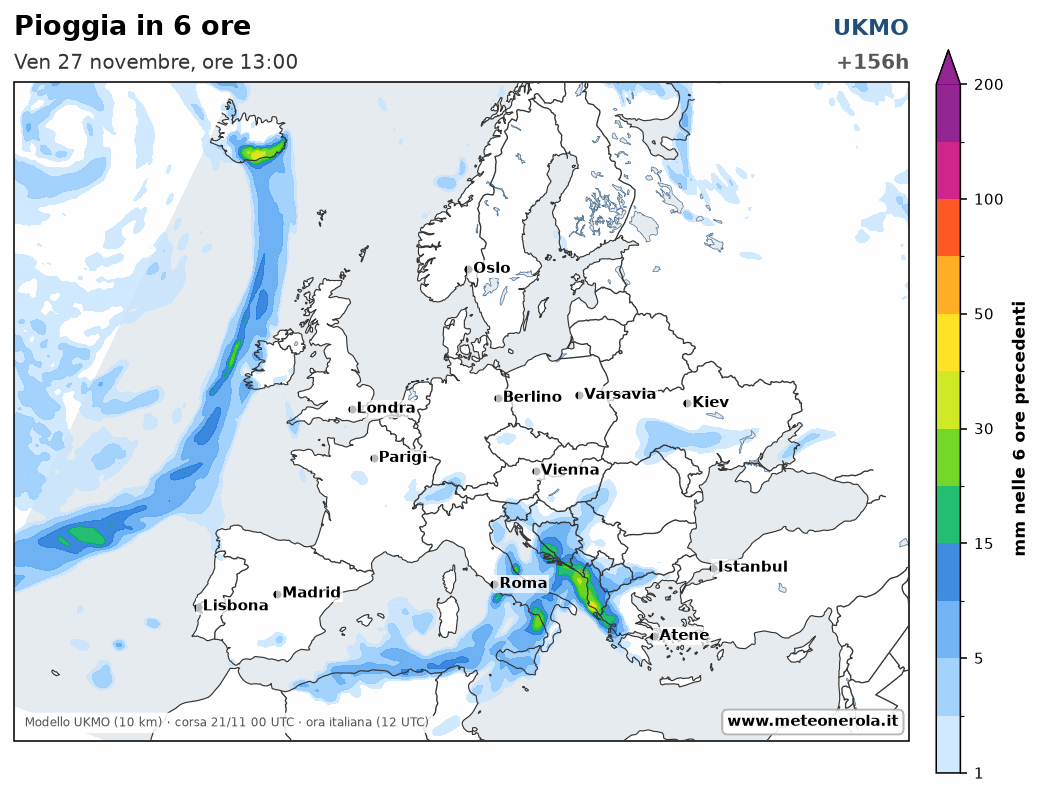 Pioggia in 6 ore
UKMO
Ven 27 novembre, ore 13:00
+156h
200
100
50
30
15
5
1
mm nelle 6 ore precedenti
Oslo
Berlino
Varsavia
Kiev
Londra
Parigi
Vienna
Istanbul
Roma
Madrid
Lisbona
Atene
Modello UKMO (10 km) · corsa 21/11 00 UTC · ora italiana (12 UTC)
www.meteonerola.it